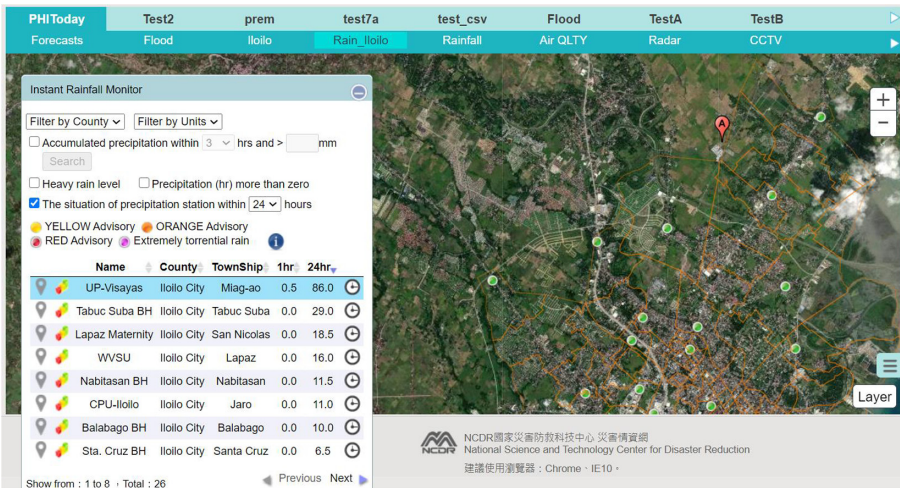 PHIToday Test2 prem test7a test_csv Flood TestA TestB
Forecasts Flood Iloilo Rain_Iloilo Rainfall Air QLTY Radar CCTV
Instant Rainfall Monitor
Filter by County Filter by Units
Accumulated precipitation within 3 hrs and > mm
Search
Heavy rain level Precipitation (hr) more than zero
The situation of precipitation station within 24 hours
YELLOW Advisory ORANGE Advisory
RED Advisory Extremely torrential rain i
Name County TownShip 1hr 24hr
UP-Visayas Iloilo City Miag-ao 0.5 86.0
Tabuc Suba BH Iloilo City Tabuc Suba 0.0 29.0
Lapaz Maternity Iloilo City San Nicolas 0.0 18.5
WVSU Iloilo City Lapaz 0.0 16.0
Nabitasan BH Iloilo City Nabitasan 0.0 11.5
CPU-Iloilo Iloilo City Jaro 0.0 11.0
Balabago BH Iloilo City Balabago 0.0 10.0
Sta. Cruz BH Iloilo City Santa Cruz 0.0 6.5
Show from : 1 to 8 , Total : 26 Previous Next
A
+
−
Layer
NCDR
NCDR國家災害防救科技中心 災害情資網
National Science and Technology Center for Disaster Reduction
建議使用瀏覽器：Chrome、IE10。